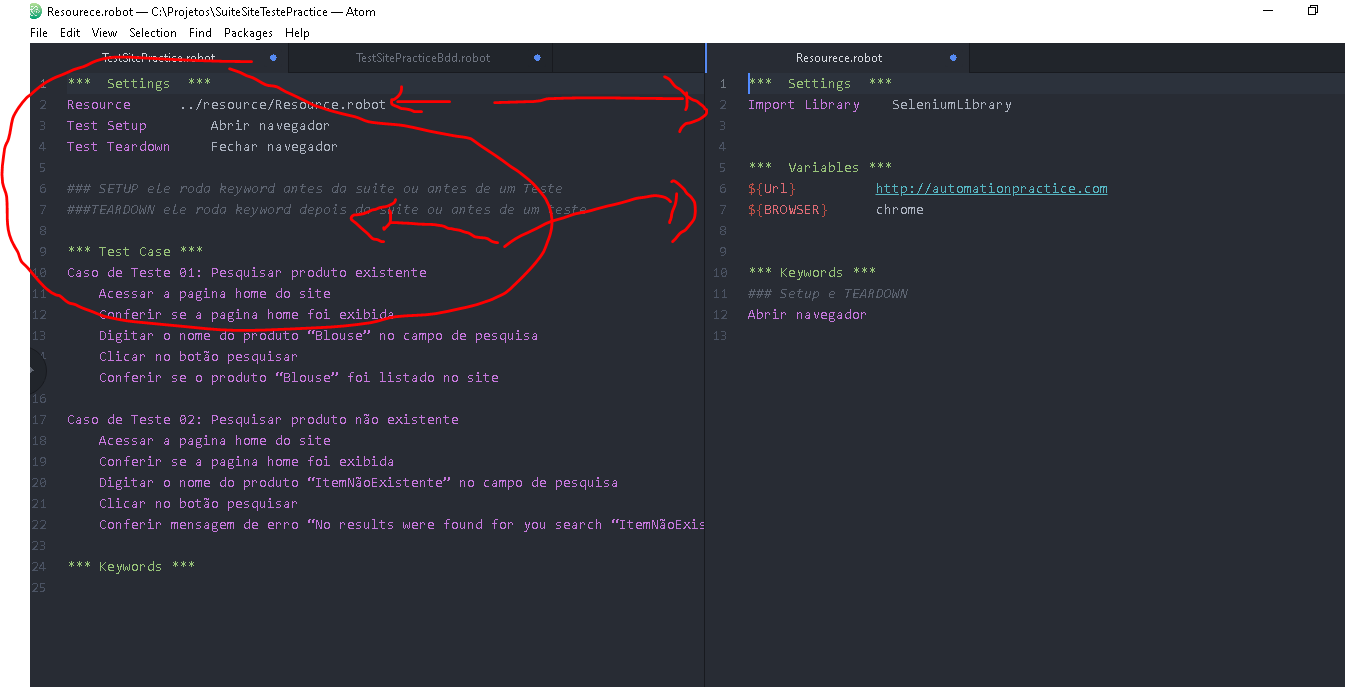 Resourece.robot — C:\Projetos\SuiteSiteTestePractice — Atom
File Edit View Selection Find Packages Help
TestSitePractice.robot
TestSitePracticeBdd.robot
Resourece.robot
1 *** Settings ***
2 Resource ../resource/Resource.robot
3 Test Setup Abrir navegador
4 Test Teardown Fechar navegador
5
6 ### SETUP ele roda keyword antes da suite ou antes de um Teste
7 ###TEARDOWN ele roda keyword depois da suite ou antes de um teste
8
9 *** Test Case ***
10 Caso de Teste 01: Pesquisar produto existente
11 Acessar a pagina home do site
12 Conferir se a pagina home foi exibida
13 Digitar o nome do produto “Blouse” no campo de pesquisa
Clicar no botão pesquisar
Conferir se o produto “Blouse” foi listado no site
16
17 Caso de Teste 02: Pesquisar produto não existente
18 Acessar a pagina home do site
19 Conferir se a pagina home foi exibida
20 Digitar o nome do produto “ItemNãoExistente” no campo de pesquisa
21 Clicar no botão pesquisar
22 Conferir mensagem de erro “No results were found for you search “ItemNãoExis
23
24 *** Keywords ***
25
1 *** Settings ***
2 Import Library SeleniumLibrary
3
4
5 *** Variables ***
6 ${Url} http://automationpractice.com
7 ${BROWSER} chrome
8
9
10 *** Keywords ***
11 ### Setup e TEARDOWN
12 Abrir navegador
13